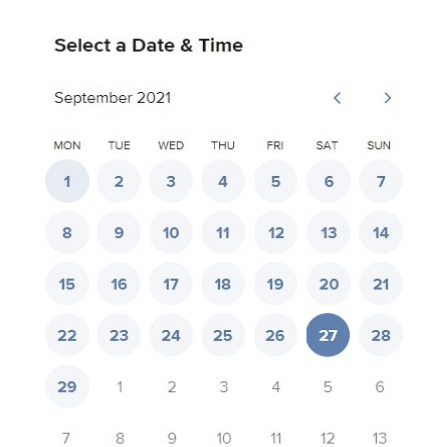 Select a Date & Time
September 2021
MON TUE WED THU FRI SAT SUN
1 2 3 4 5 6 7
8 9 10 11 12 13 14
15 16 17 18 19 20 21
22 23 24 25 26 27 28
29 1 2 3 4 5 6
7 8 9 10 11 12 13